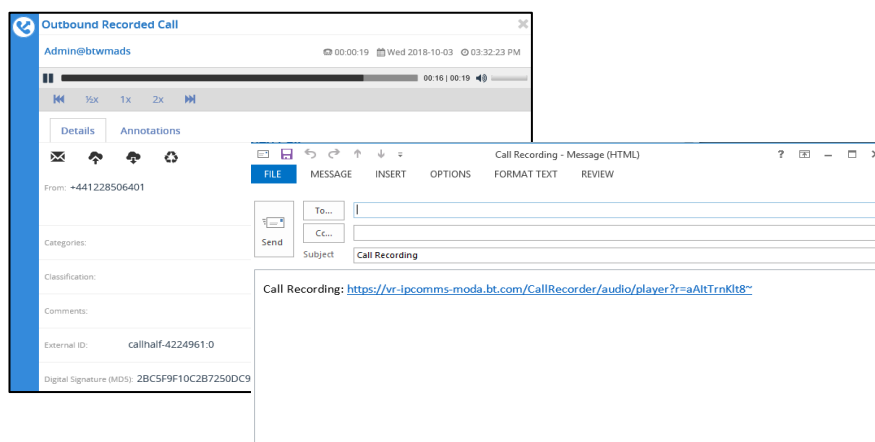 Outbound Recorded Call
Admin@btwmads 00:00:19 Wed 2018-10-03 03:32:23 PM
00:16 | 00:19
½x 1x 2x
Details Annotations
From: +441228506401
Categories:
Classification:
Comments:
External ID: callhalf-4224961:0
Digital Signature (MD5): 2BC5F9F10C2B7250DC9
Call Recording - Message (HTML)
FILE MESSAGE INSERT OPTIONS FORMAT TEXT REVIEW
To...
Cc...
Send
Subject Call Recording
Call Recording: https://vr-ipcomms-moda.bt.com/CallRecorder/audio/player?r=aAItTrnKlt8~